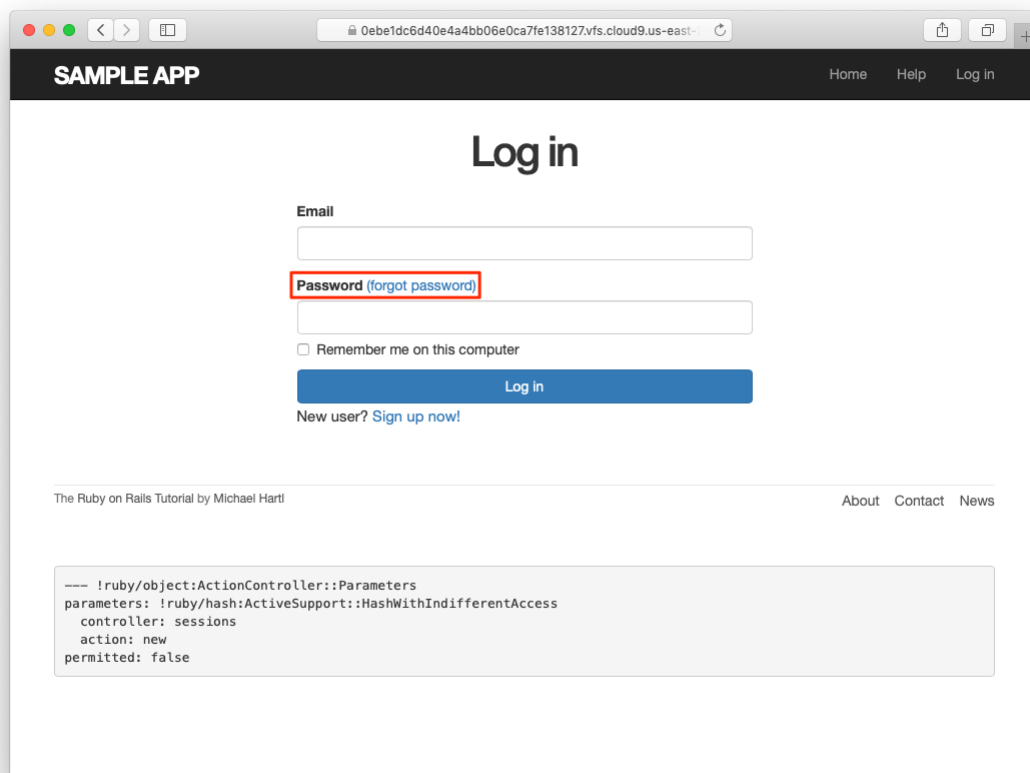 0ebe1dc6d40e4a4bb06e0ca7fe138127.vfs.cloud9.us-east-
SAMPLE APP Home Help Log in
Log in
Email
Password (forgot password)
Remember me on this computer
Log in
New user? Sign up now!
The Ruby on Rails Tutorial by Michael Hartl About Contact News
--- !ruby/object:ActionController::Parameters
parameters: !ruby/hash:ActiveSupport::HashWithIndifferentAccess
  controller: sessions
  action: new
permitted: false